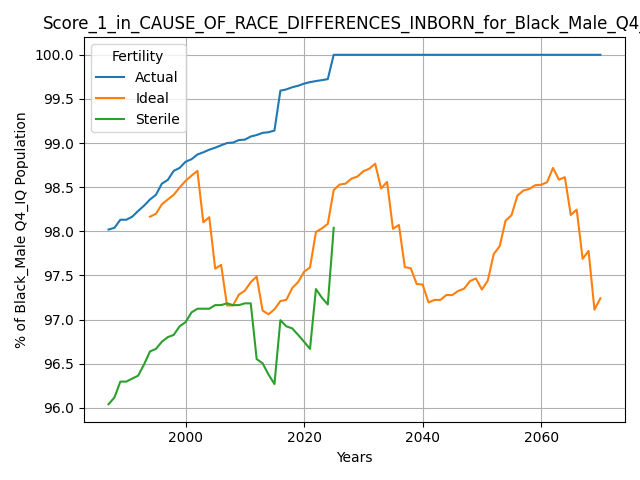 Score_1_in_CAUSE_OF_RACE_DIFFERENCES_INBORN_for_Black_Male_Q4_
Fertility
Actual
Ideal
Sterile
% of Black_Male Q4_IQ Population
100.0
99.5
99.0
98.5
98.0
97.5
97.0
96.5
96.0
2000 2020 2040 2060
Years